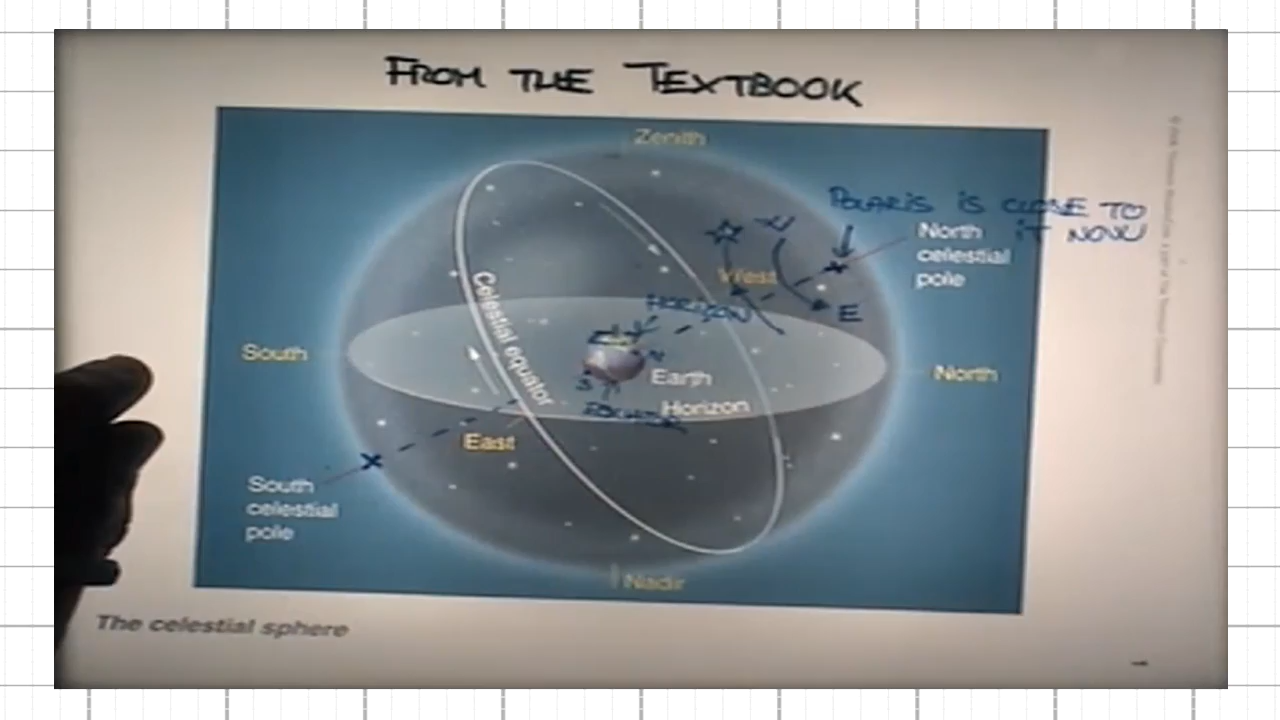 FROM THE TEXTBOOK
Zenith
POLARIS IS CLOSE TO
IT NOW
North
celestial
pole
W
West
E
HORIZON
Celestial equator
South
N
Earth
North
S
Horizon
East
South
celestial
pole
Nadir
The celestial sphere